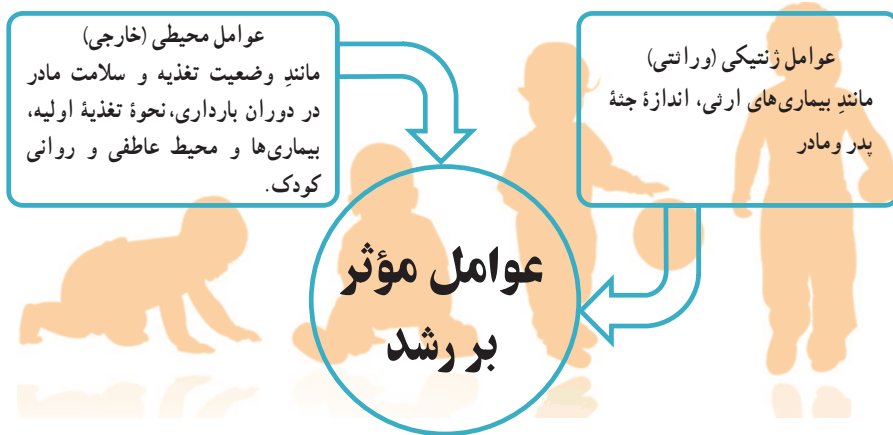 عوامل ژنتیکی (وراثتی)
مانندِ بیماری‌های ارثی، اندازهٔ جثهٔ
پدر ومادر
عوامل محیطی (خارجی)
مانندِ وضعیت تغذیه و سلامت مادر
در دوران بارداری، نحوهٔ تغذیهٔ اولیه،
بیماری‌ها و محیط عاطفی و روانی
کودک.
عوامل مؤثر
بر رشد